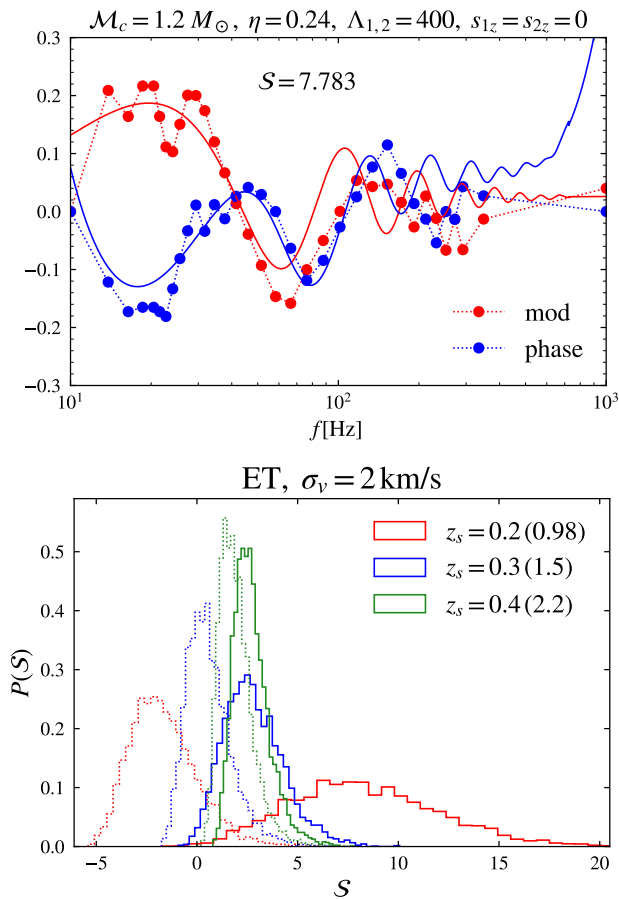 𝓜c = 1.2 M⊙, η = 0.24, Λ1,2 = 400, s1z = s2z = 0
0.3
0.2
0.1
0.0
−0.1
−0.2
−0.3
S = 7.783
mod
phase
10¹ 10² 10³
f[Hz]
ET, σv = 2 km/s
P(S)
0.5
0.4
0.3
0.2
0.1
0.0
zs = 0.2 (0.98)
zs = 0.3 (1.5)
zs = 0.4 (2.2)
−5 0 5 10 15 20
S